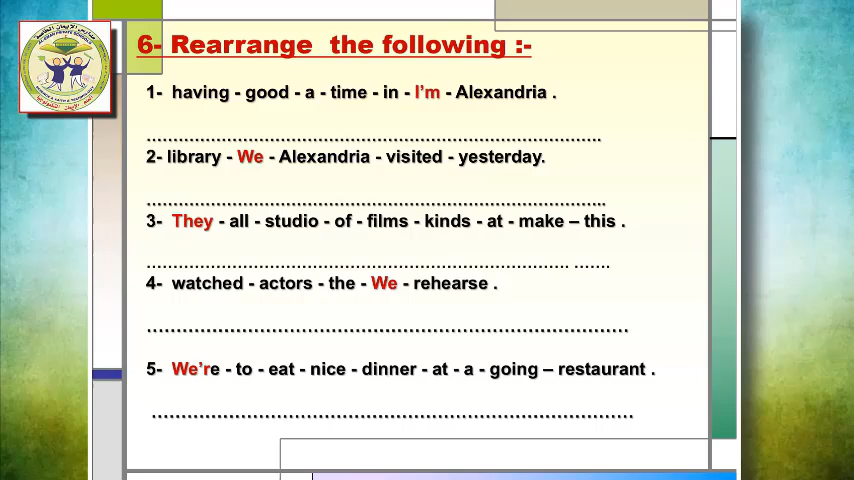 6- Rearrange the following :-
1- having - good - a - time - in - I'm - Alexandria .
……………………………………………………………………….
2- library - We - Alexandria - visited - yesterday.
………………………………………………………………………..
3- They - all - studio - of - films - kinds - at - make – this .
…………………………………………………………………. …….
4- watched - actors - the - We - rehearse .
………………………………………………………………………
5- We're - to - eat - nice - dinner - at - a - going – restaurant .
………………………………………………………………………